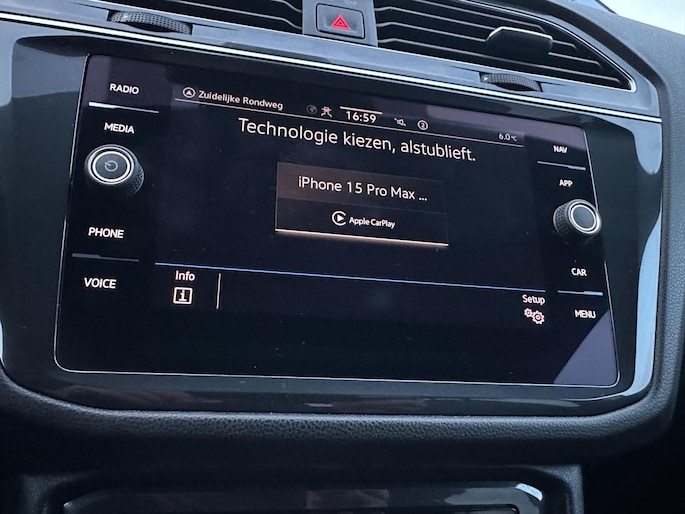 RADIO
MEDIA
PHONE
VOICE
Zuidelijke Rondweg
16:59
2
6.0 °C
Technologie kiezen, alstublieft.
iPhone 15 Pro Max ...
Apple CarPlay
Info
Setup
NAV
APP
CAR
MENU